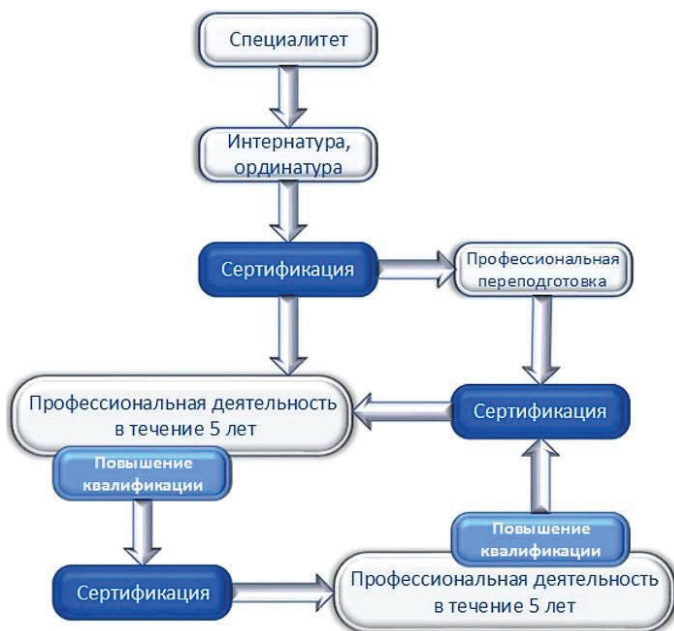 Специалитет
Интернатура,
ординатура
Сертификация
Профессиональная
переподготовка
Профессиональная деятельность
в течение 5 лет
Сертификация
Повышение
квалификации
Повышение
квалификации
Сертификация
Профессиональная деятельность
в течение 5 лет